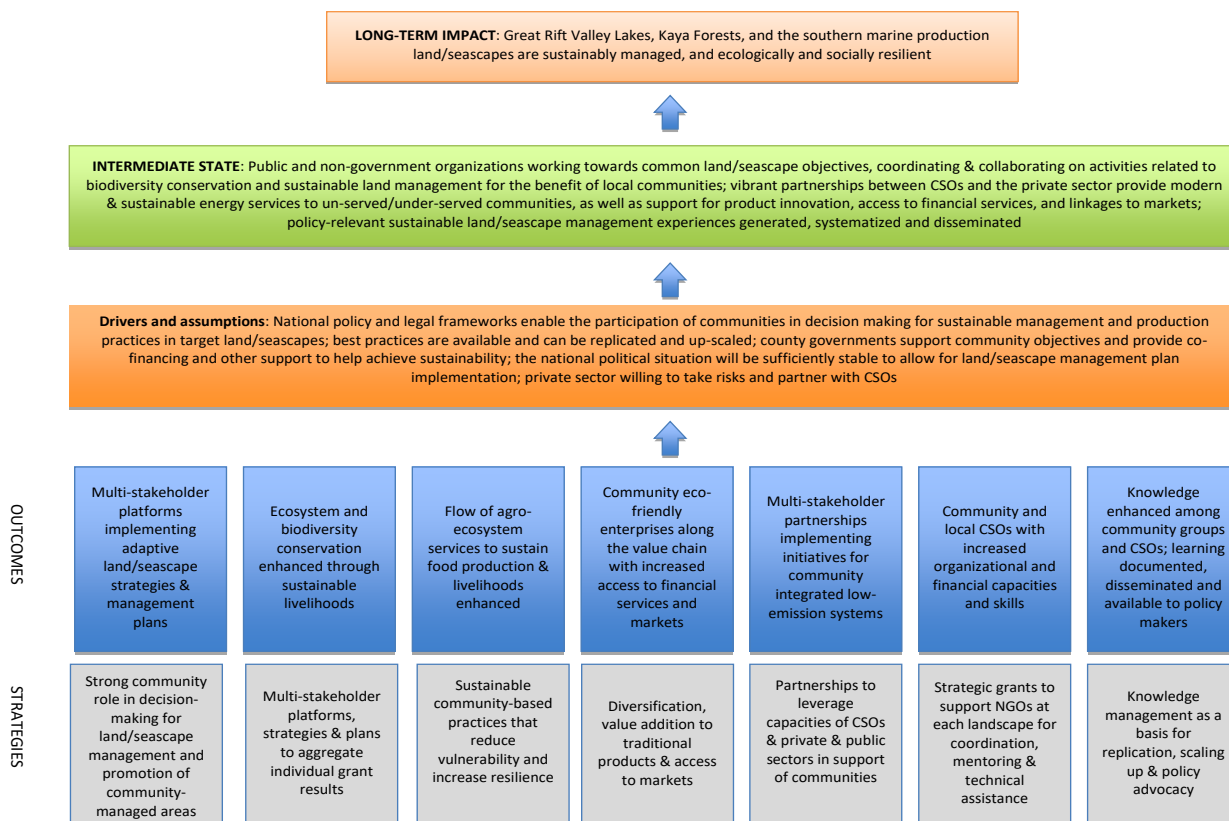 LONG-TERM IMPACT: Great Rift Valley Lakes, Kaya Forests, and the southern marine production
land/seascapes are sustainably managed, and ecologically and socially resilient
INTERMEDIATE STATE: Public and non-government organizations working towards common land/seascape objectives, coordinating & collaborating on activities related to
biodiversity conservation and sustainable land management for the benefit of local communities; vibrant partnerships between CSOs and the private sector provide modern
& sustainable energy services to un-served/under-served communities, as well as support for product innovation, access to financial services, and linkages to markets;
policy-relevant sustainable land/seascape management experiences generated, systematized and disseminated
Drivers and assumptions: National policy and legal frameworks enable the participation of communities in decision making for sustainable management and production
practices in target land/seascapes; best practices are available and can be replicated and up-scaled; county governments support community objectives and provide co-
financing and other support to help achieve sustainability; the national political situation will be sufficiently stable to allow for land/seascape management plan
implementation; private sector willing to take risks and partner with CSOs
OUTCOMES
Multi-stakeholder
platforms
implementing
adaptive
land/seascape
strategies &
management
plans
Ecosystem and
biodiversity
conservation
enhanced through
sustainable
livelihoods
Flow of agro-
ecosystem
services to sustain
food production &
livelihoods
enhanced
Community eco-
friendly
enterprises along
the value chain
with increased
access to financial
services and
markets
Multi-stakeholder
partnerships
implementing
initiatives for
community
integrated low-
emission systems
Community and
local CSOs with
increased
organizational and
financial capacities
and skills
Knowledge
enhanced among
community groups
and CSOs; learning
documented,
disseminated and
available to policy
makers
STRATEGIES
Strong community
role in decision-
making for
land/seascape
management and
promotion of
community-
managed areas
Multi-stakeholder
platforms,
strategies & plans
to aggregate
individual grant
results
Sustainable
community-based
practices that
reduce
vulnerability and
increase resilience
Diversification,
value addition to
traditional
products & access
to markets
Partnerships to
leverage
capacities of CSOs
& private & public
sectors in support
of communities
Strategic grants to
support NGOs at
each landscape for
coordination,
mentoring &
technical
assistance
Knowledge
management as a
basis for
replication, scaling
up & policy
advocacy